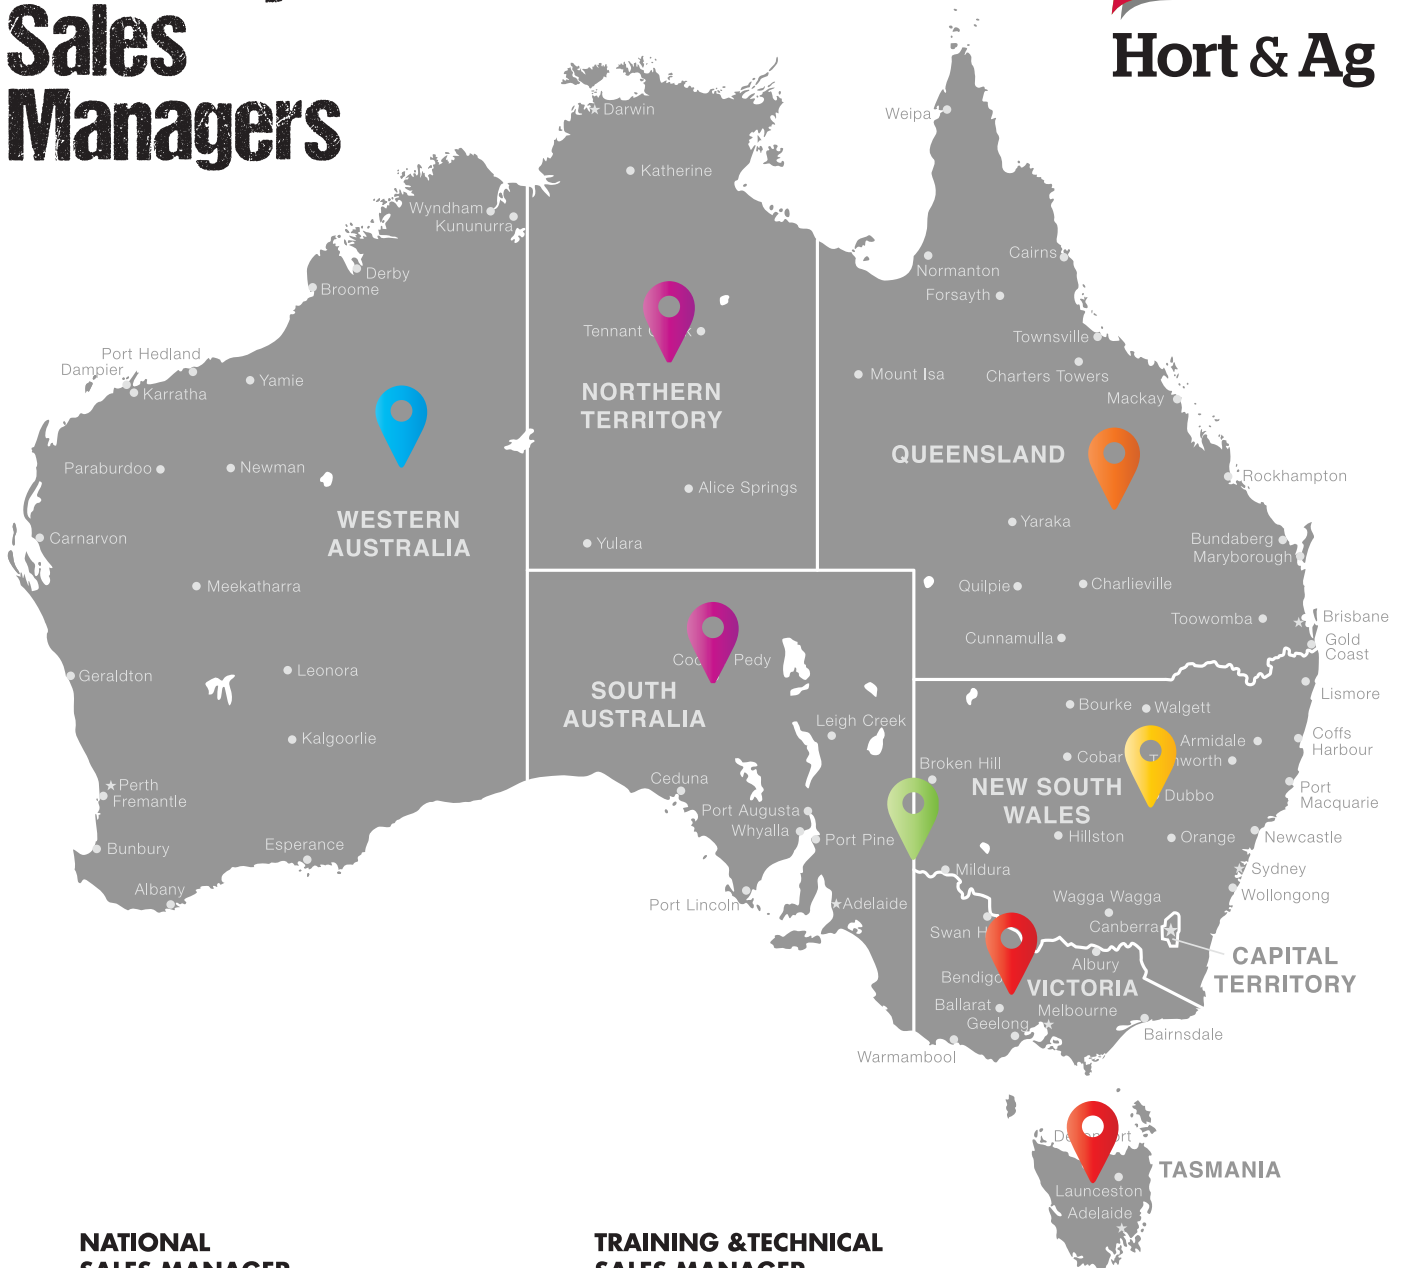 Sales
Managers
Hort & Ag
Darwin
Weipa
Katherine
Wyndham
Kununurra
Cairns
Normanton
Derby
Broome
Forsayth
Tennant
Townsville
Port Hedland
Dampier
Karratha
Yamie
Mount Isa
Charters Towers
Mackay
NORTHERN
TERRITORY
QUEENSLAND
Paraburdoo
Newman
Rockhampton
Alice Springs
WESTERN
AUSTRALIA
Yaraka
Carnarvon
Yulara
Bundaberg
Maryborough
Meekatharra
Quilpie
Charlieville
Toowomba
Brisbane
Cunnamulla
Gold
Coast
Pedy
Geraldton
Leonora
SOUTH
AUSTRALIA
Lismore
Bourke
Walgett
Leigh Creek
Kalgoorlie
Armidale
Coffs
Harbour
Cobar
Broken Hill
Perth
Fremantle
Ceduna
NEW SOUTH
WALES
Dubbo
Port
Macquarie
Port Augusta
Whyalla
Port Pine
Hillston
Orange
Newcastle
Bunbury
Esperance
Mildura
Sydney
Albany
Wollongong
Wagga Wagga
Port Lincoln
Adelaide
Swan
Canberra
CAPITAL
TERRITORY
Albury
VICTORIA
Ballarat
Melbourne
Geelong
Bairnsdale
Warmambool
TASMANIA
Launceston
Adelaide
NATIONAL
SALES MANAGER
TRAINING &TECHNICAL
SALES MANAGER